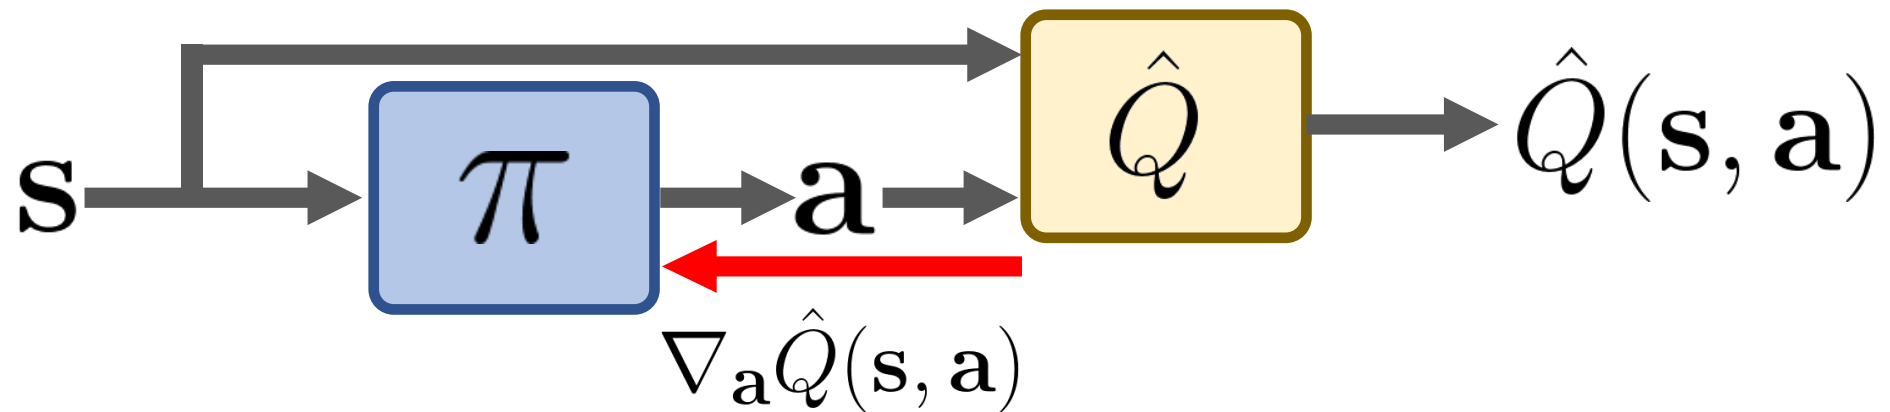 s
π
a
Q̂
Q̂(s, a)
∇ₐQ̂(s, a)